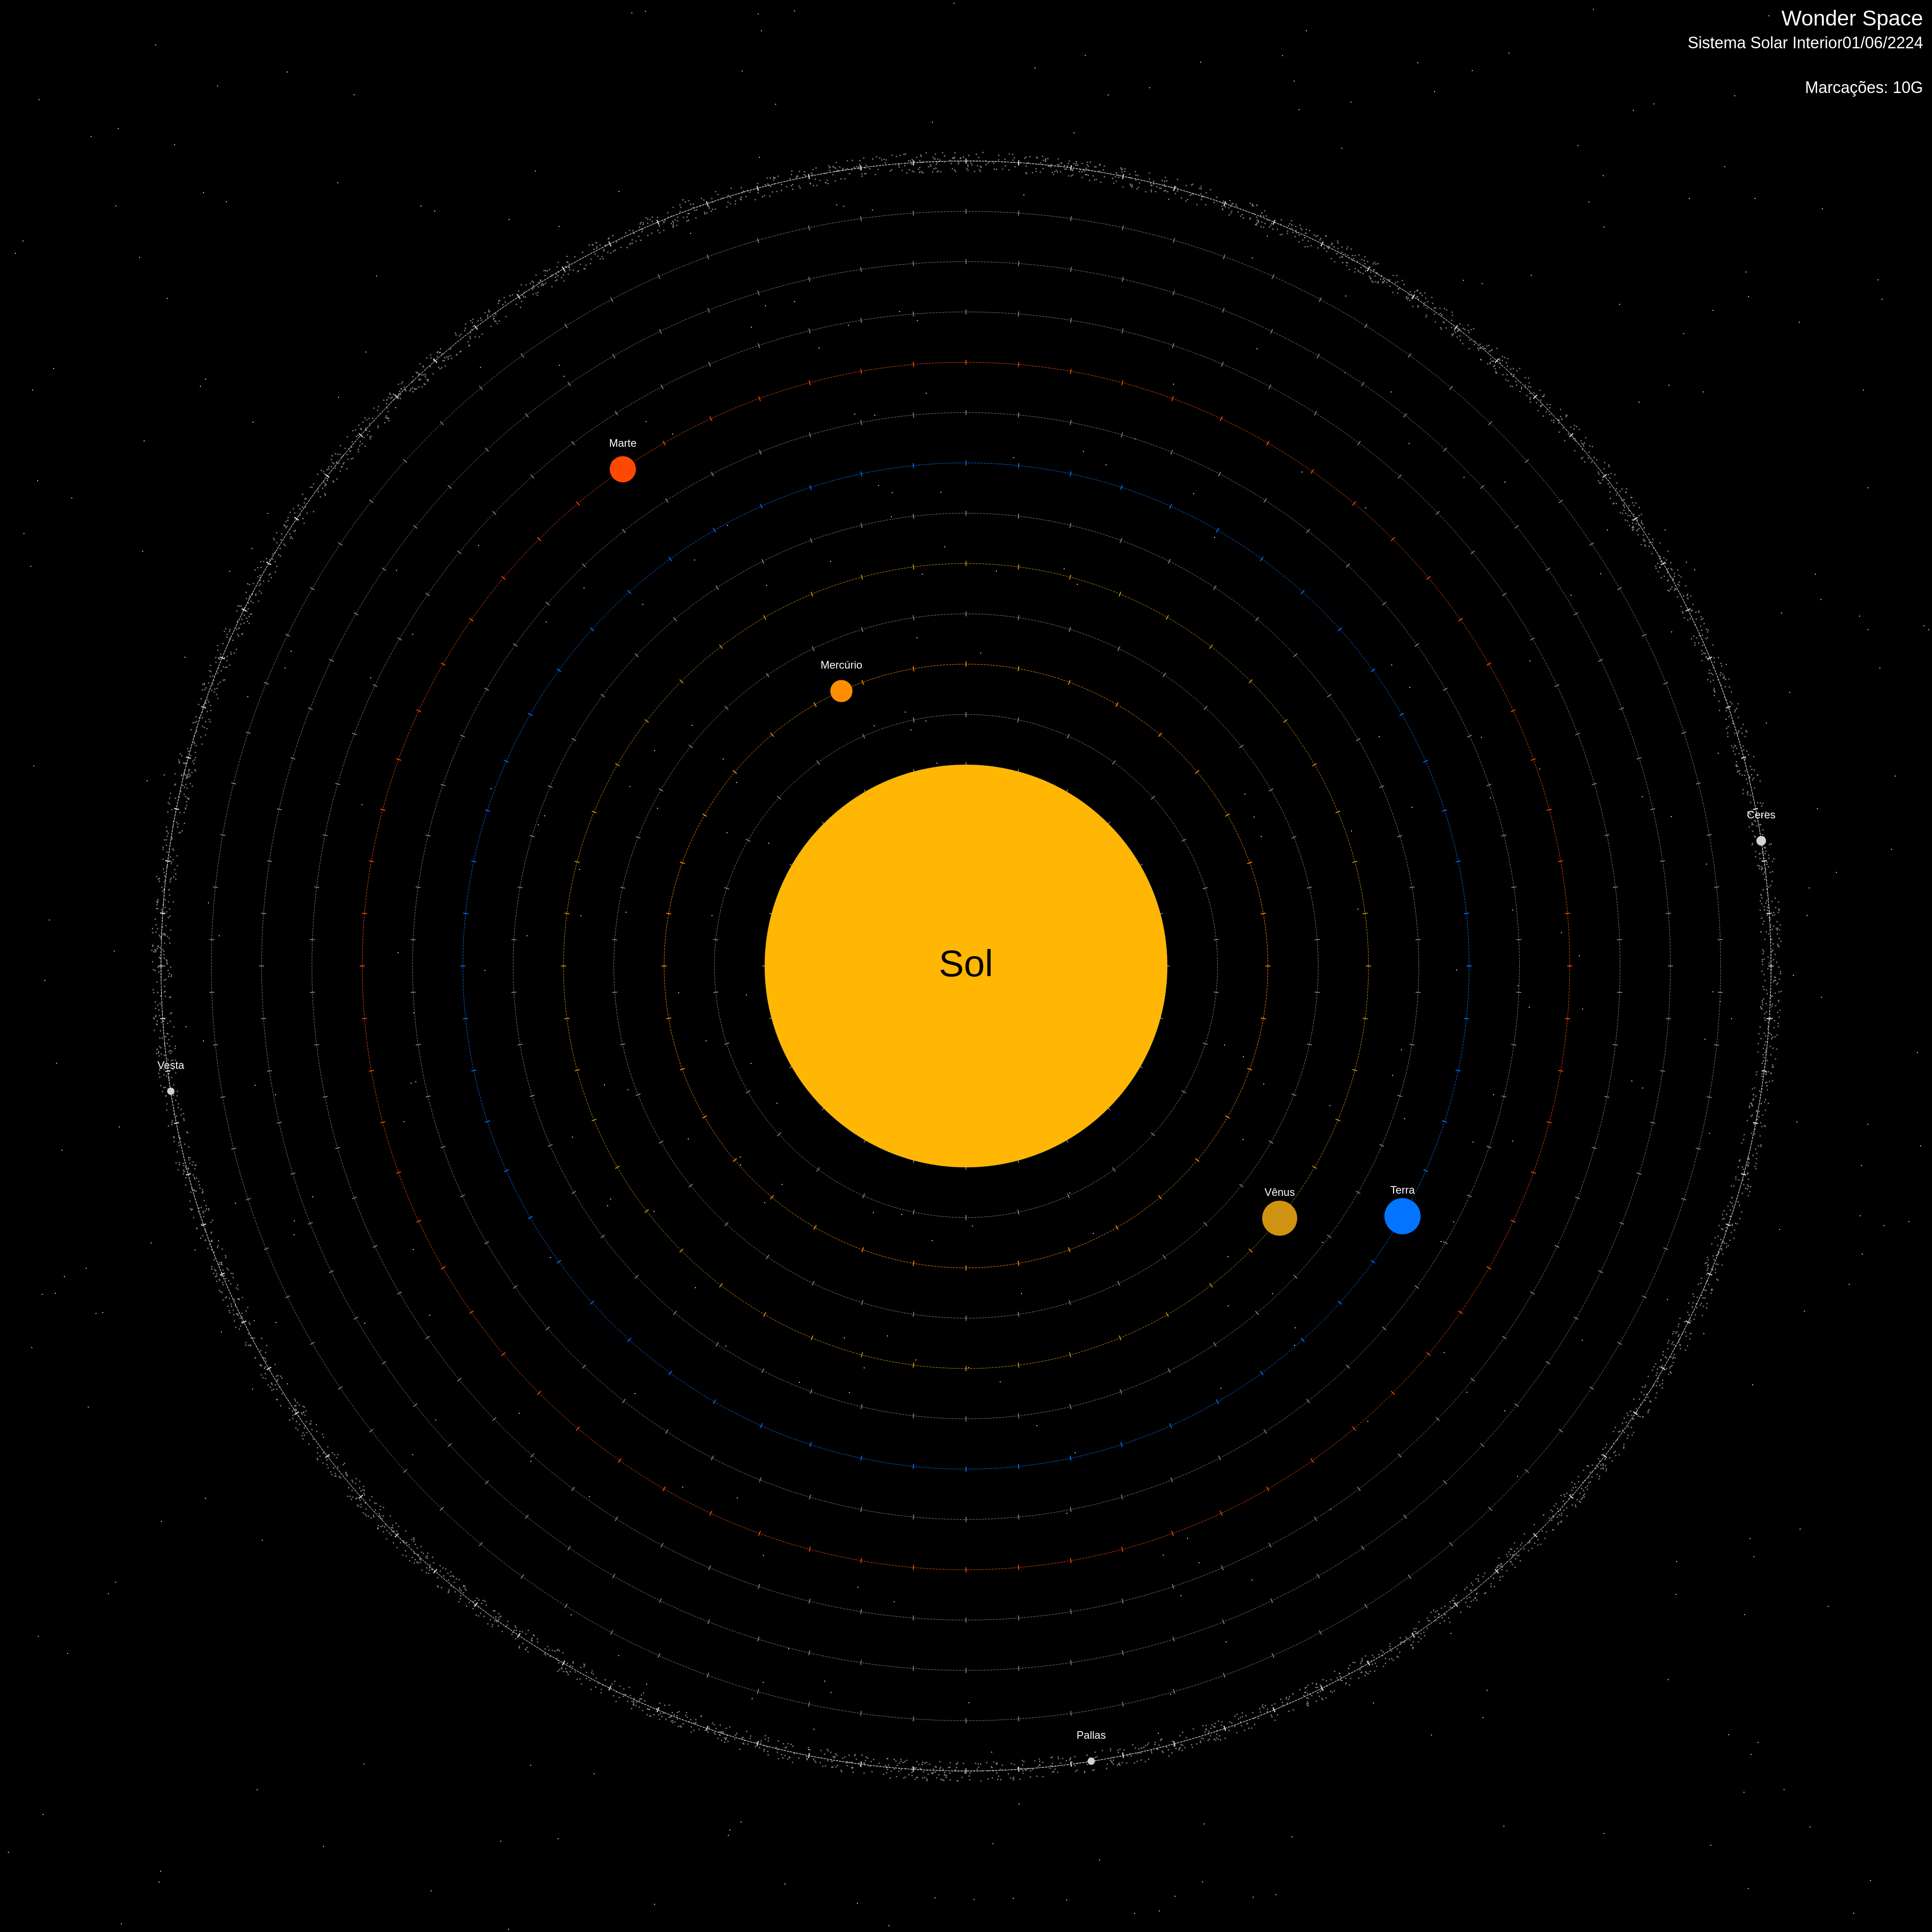 Wonder Space
Sistema Solar Interior01/06/2224
Marcações: 10G
Marte
Mercúrio
Ceres
Sol
Vesta
Vênus
Terra
Pallas